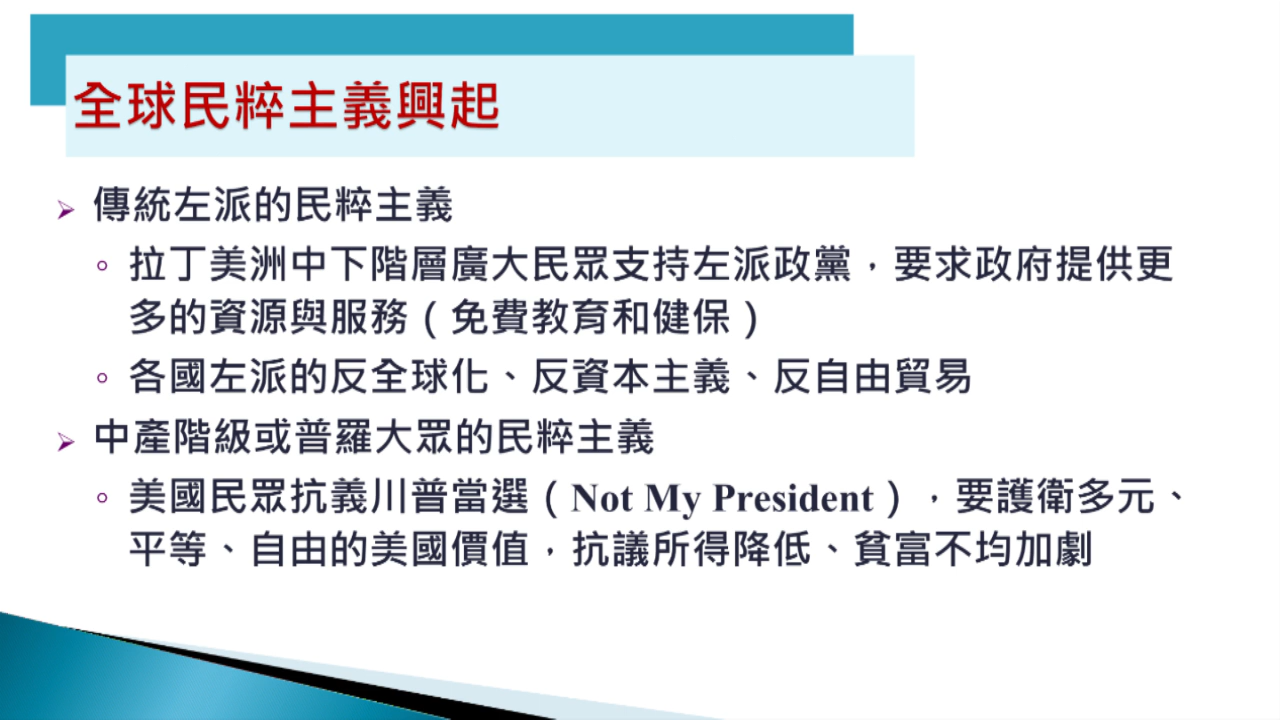 全球民粹主義興起
傳統左派的民粹主義
拉丁美洲中下階層廣大民眾支持左派政黨，要求政府提供更
多的資源與服務（免費教育和健保）
各國左派的反全球化、反資本主義、反自由貿易
中產階級或普羅大眾的民粹主義
美國民眾抗義川普當選（Not My President），要護衛多元、
平等、自由的美國價值，抗議所得降低、貧富不均加劇